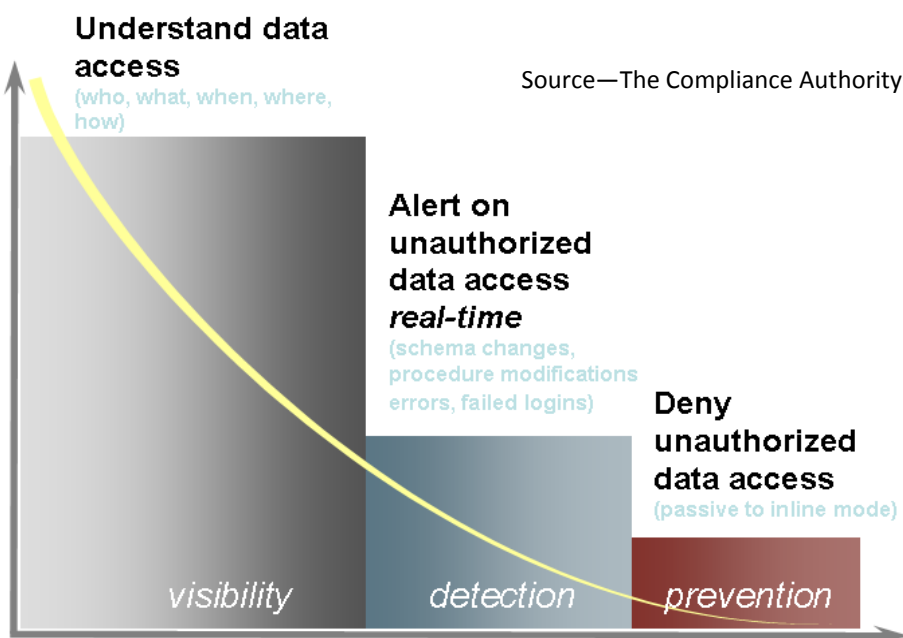 Understand data
access
(who, what, when, where,
how)
Source—The Compliance Authority
Alert on
unauthorized
data access
real-time
(schema changes,
procedure modifications
errors, failed logins)
Deny
unauthorized
data access
(passive to inline mode)
visibility
detection
prevention